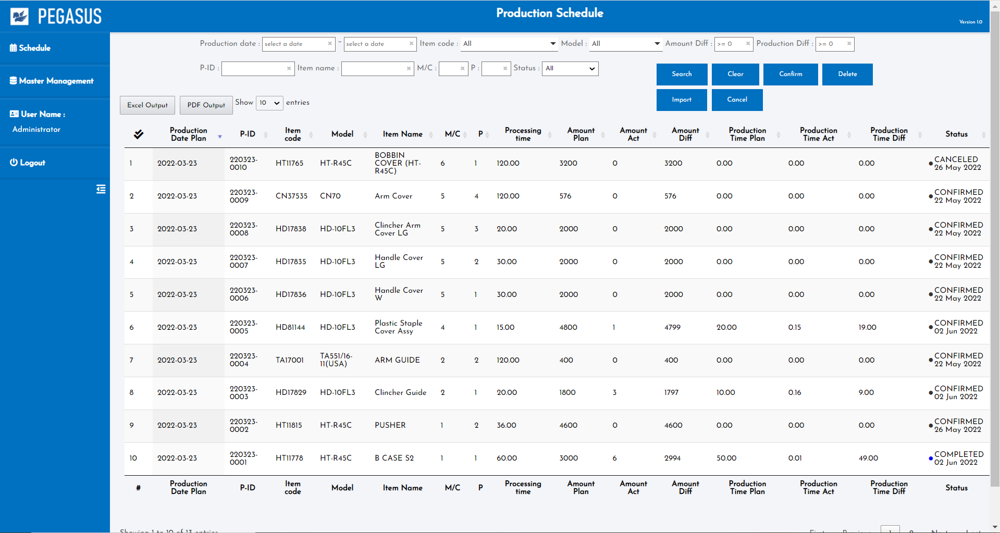 PEGASUS
Production Schedule
Version 1.0
Schedule
Master Management
User Name :
Administrator
Logout
Production date : select a date ~ select a date Item code : All Model : All Amount Diff : >= 0 Production Diff : >= 0
P-ID : Item name : M/C : P : Status : All
Search Clear Confirm Delete
Import Cancel
Excel Output PDF Output Show 10 entries
Production Date Plan P-ID Item code Model Item Name M/C P Processing time Amount Plan Amount Act Amount Diff Production Time Plan Production Time Act Production Time Diff Status
1 2022-03-23 220323-0010 HT11765 HT-R45C BOBBIN COVER (HT-R45C) 6 1 120.00 3200 0 3200 0.00 0.00 0.00 CANCELED 26 May 2022
2 2022-03-23 220323-0009 CN37535 CN70 Arm Cover 5 4 120.00 576 0 576 0.00 0.00 0.00 CONFIRMED 22 May 2022
3 2022-03-23 220323-0008 HD17838 HD-10FL3 Clincher Arm Cover LG 5 3 20.00 2000 0 2000 0.00 0.00 0.00 CONFIRMED 22 May 2022
4 2022-03-23 220323-0007 HD17835 HD-10FL3 Handle Cover LG 5 2 30.00 2000 0 2000 0.00 0.00 0.00 CONFIRMED 22 May 2022
5 2022-03-23 220323-0006 HD17836 HD-10FL3 Handle Cover W 5 1 30.00 2000 0 2000 0.00 0.00 0.00 CONFIRMED 22 May 2022
6 2022-03-23 220323-0005 HD81144 HD-10FL3 Plastic Staple Cover Assy 4 1 15.00 4800 1 4799 20.00 0.15 19.00 CONFIRMED 02 Jun 2022
7 2022-03-23 220323-0004 TA17001 TA551/16-11(USA) ARM GUIDE 2 2 120.00 400 0 400 0.00 0.00 0.00 CONFIRMED 22 May 2022
8 2022-03-23 220323-0003 HD17829 HD-10FL3 Clincher Guide 2 1 20.00 1800 3 1797 10.00 0.16 9.00 CONFIRMED 02 Jun 2022
9 2022-03-23 220323-0002 HT11815 HT-R45C PUSHER 1 2 36.00 4600 0 4600 0.00 0.00 0.00 CONFIRMED 26 May 2022
10 2022-03-23 220323-0001 HT11778 HT-R45C B CASE S2 1 1 60.00 3000 6 2994 50.00 0.01 49.00 COMPLETED 02 Jun 2022
# Production Date Plan P-ID Item code Model Item Name M/C P Processing time Amount Plan Amount Act Amount Diff Production Time Plan Production Time Act Production Time Diff Status
Showing 1 to 10 of 13 entries First Previous 1 2 Next Last